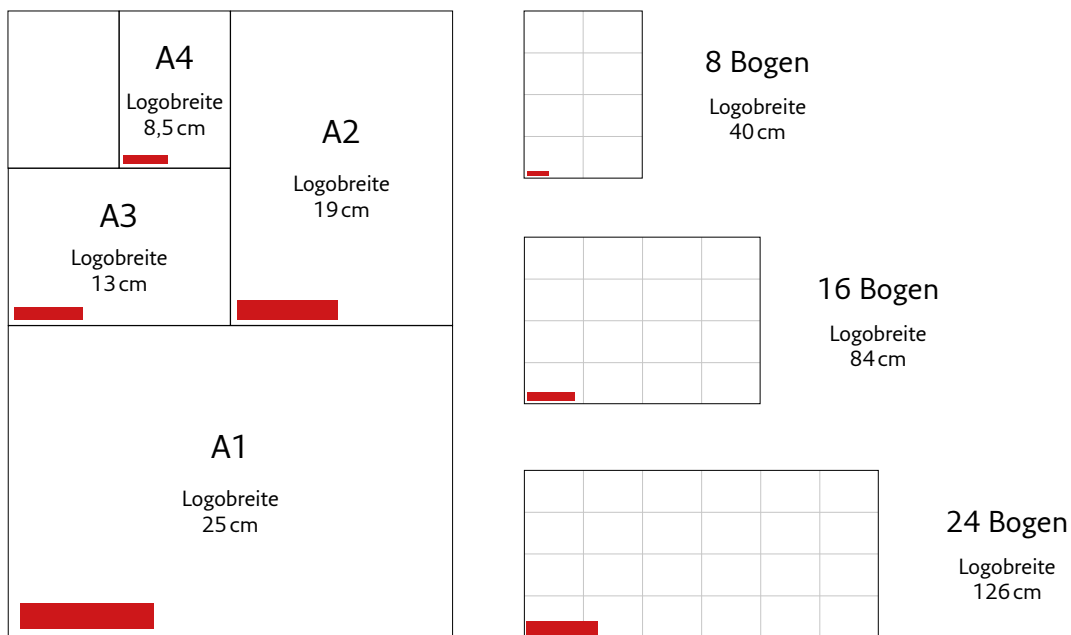 A4
Logobreite
8,5 cm
A2
Logobreite
19 cm
A3
Logobreite
13 cm
A1
Logobreite
25 cm
8 Bogen
Logobreite
40 cm
16 Bogen
Logobreite
84 cm
24 Bogen
Logobreite
126 cm